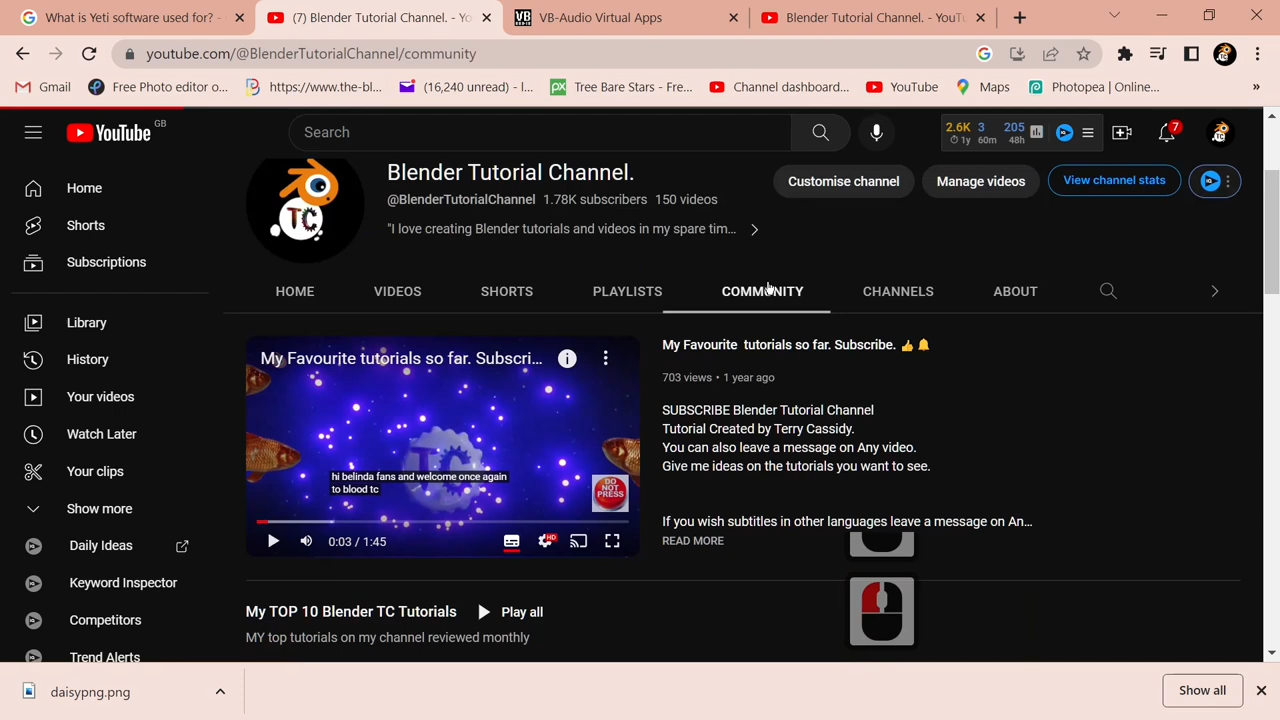 What is Yeti software used for? -
(7) Blender Tutorial Channel. - Yo
VB-Audio Virtual Apps
Blender Tutorial Channel. - YouTu
youtube.com/@BlenderTutorialChannel/community
Gmail
Free Photo editor o...
https://www.the-bl...
(16,240 unread) - l...
Tree Bare Stars - Fre...
Channel dashboard...
YouTube
Maps
Photopea | Online...
YouTube GB
Search
2.6K 3 205
1y 60m 48h
7
Home
Shorts
Subscriptions
Library
History
Your videos
Watch Later
Your clips
Show more
Daily Ideas
Keyword Inspector
Competitors
Trend Alerts
TC
Blender Tutorial Channel.
@BlenderTutorialChannel 1.78K subscribers 150 videos
"I love creating Blender tutorials and videos in my spare tim...
Customise channel
Manage videos
View channel stats
HOME
VIDEOS
SHORTS
PLAYLISTS
COMMUNITY
CHANNELS
ABOUT
My Favourite tutorials so far. Subscri...
hi belinda fans and welcome once again
to blood tc
DO NOT
PRESS
0:03 / 1:45
HD
My Favourite tutorials so far. Subscribe. 👍🔔
703 views • 1 year ago
SUBSCRIBE Blender Tutorial Channel
Tutorial Created by Terry Cassidy.
You can also leave a message on Any video.
Give me ideas on the tutorials you want to see.
If you wish subtitles in other languages leave a message on An...
READ MORE
My TOP 10 Blender TC Tutorials
Play all
MY top tutorials on my channel reviewed monthly
daisypng.png
Show all